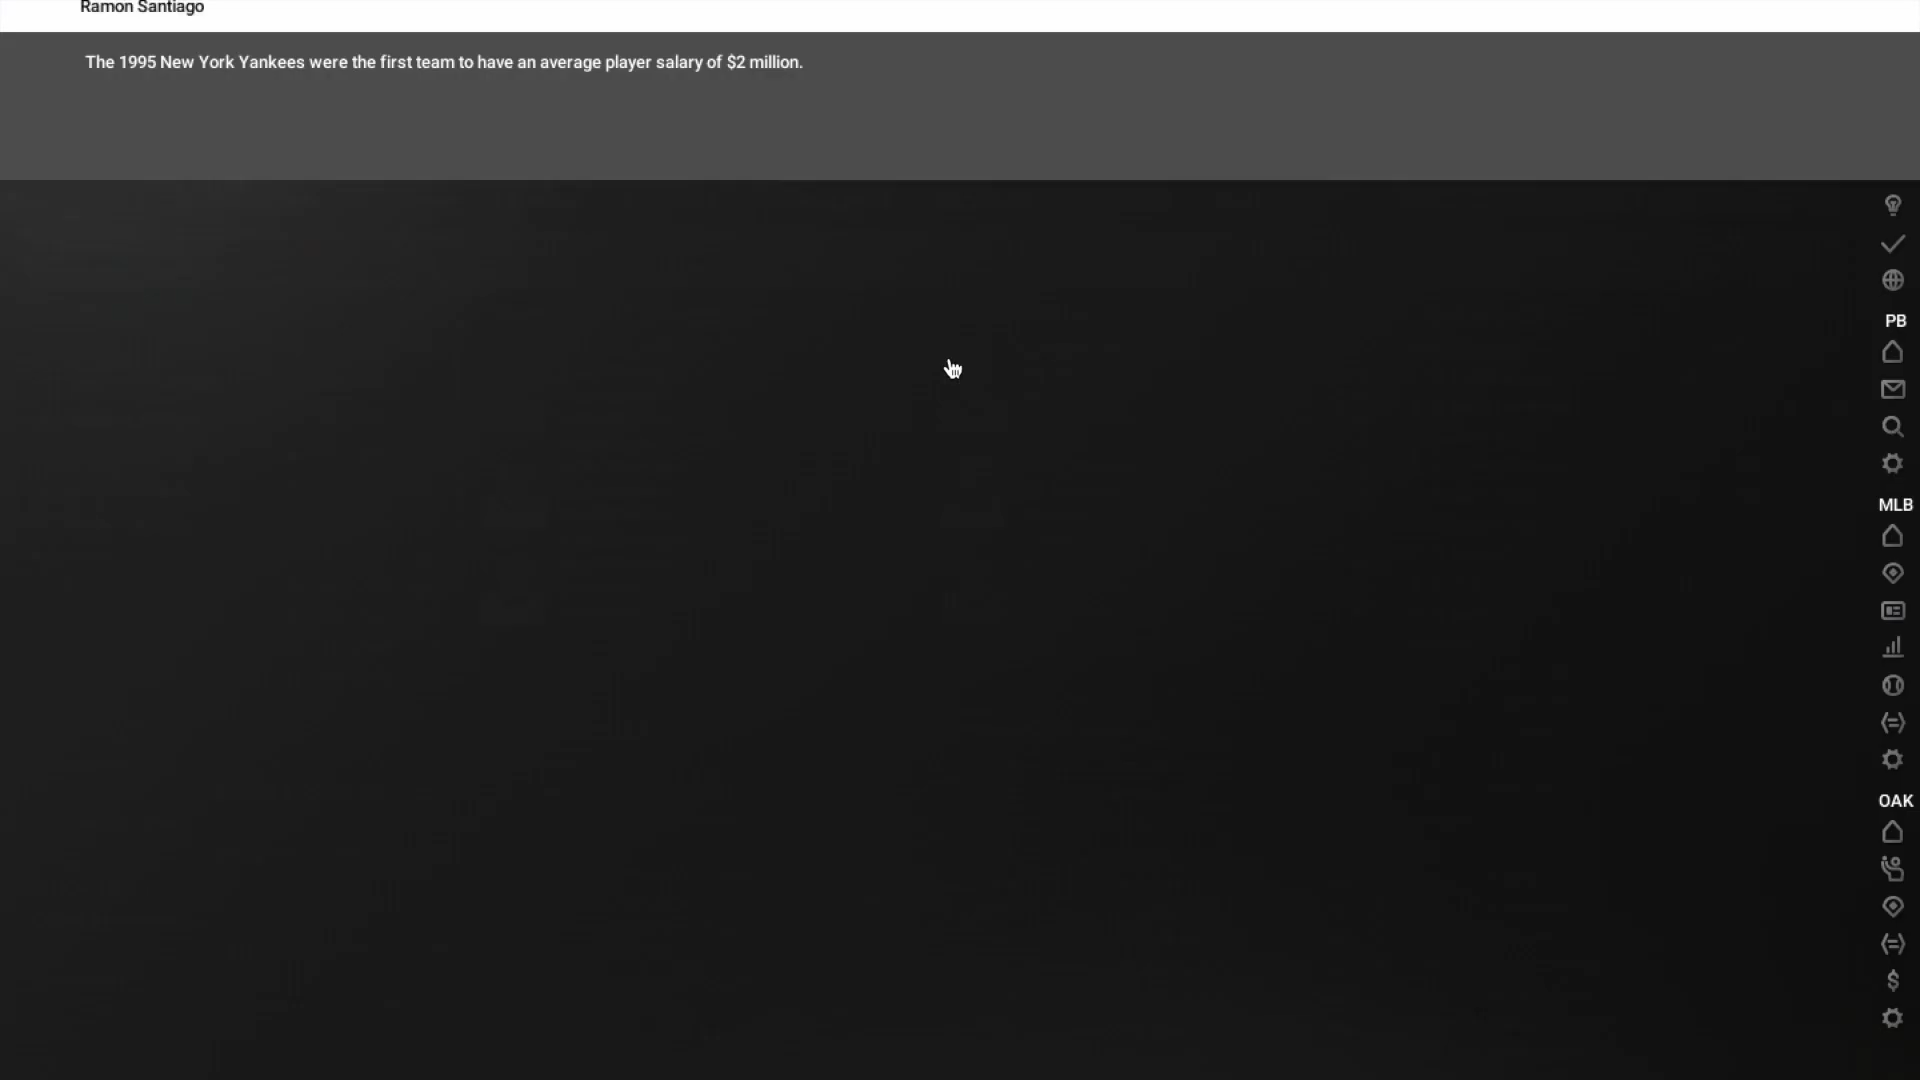 Ramon Santiago
The 1995 New York Yankees were the first team to have an average player salary of $2 million.
PB
MLB
OAK